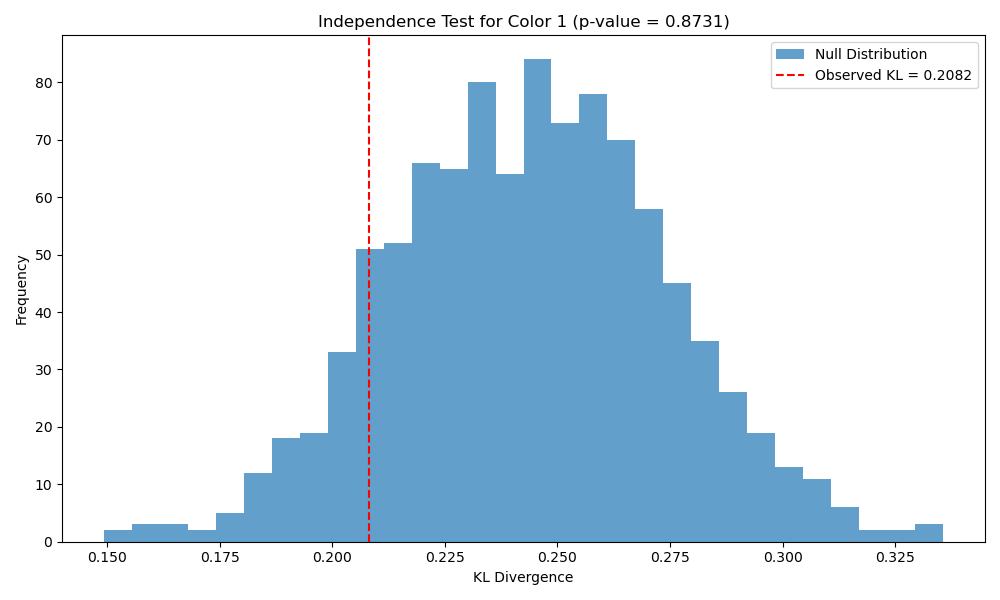 Independence Test for Color 1 (p-value = 0.8731)
Null Distribution
Observed KL = 0.2082
Frequency
80
70
60
50
40
30
20
10
0
0.150 0.175 0.200 0.225 0.250 0.275 0.300 0.325
KL Divergence